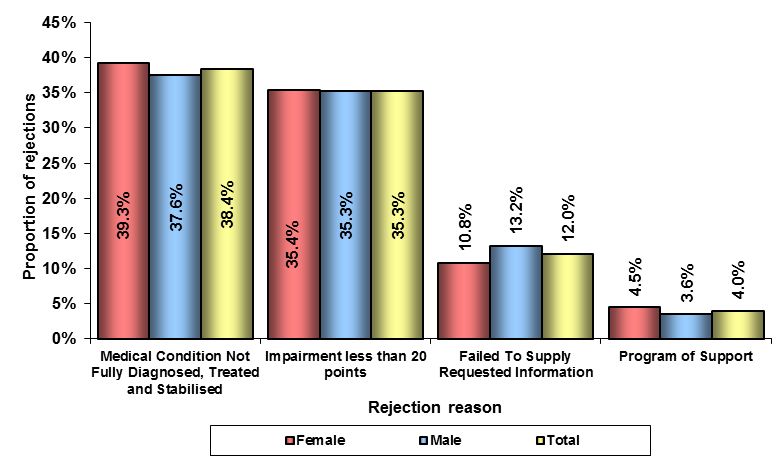 45%
40%
35%
30%
25%
20%
15%
10%
5%
0%
Proportion of rejections
39.3%
37.6%
38.4%
35.4%
35.3%
35.3%
10.8%
13.2%
12.0%
4.5%
3.6%
4.0%
Medical Condition Not
Fully Diagnosed, Treated
and Stabilised
Impairment less than 20
points
Failed To Supply
Requested Information
Program of Support
Rejection reason
Female
Male
Total